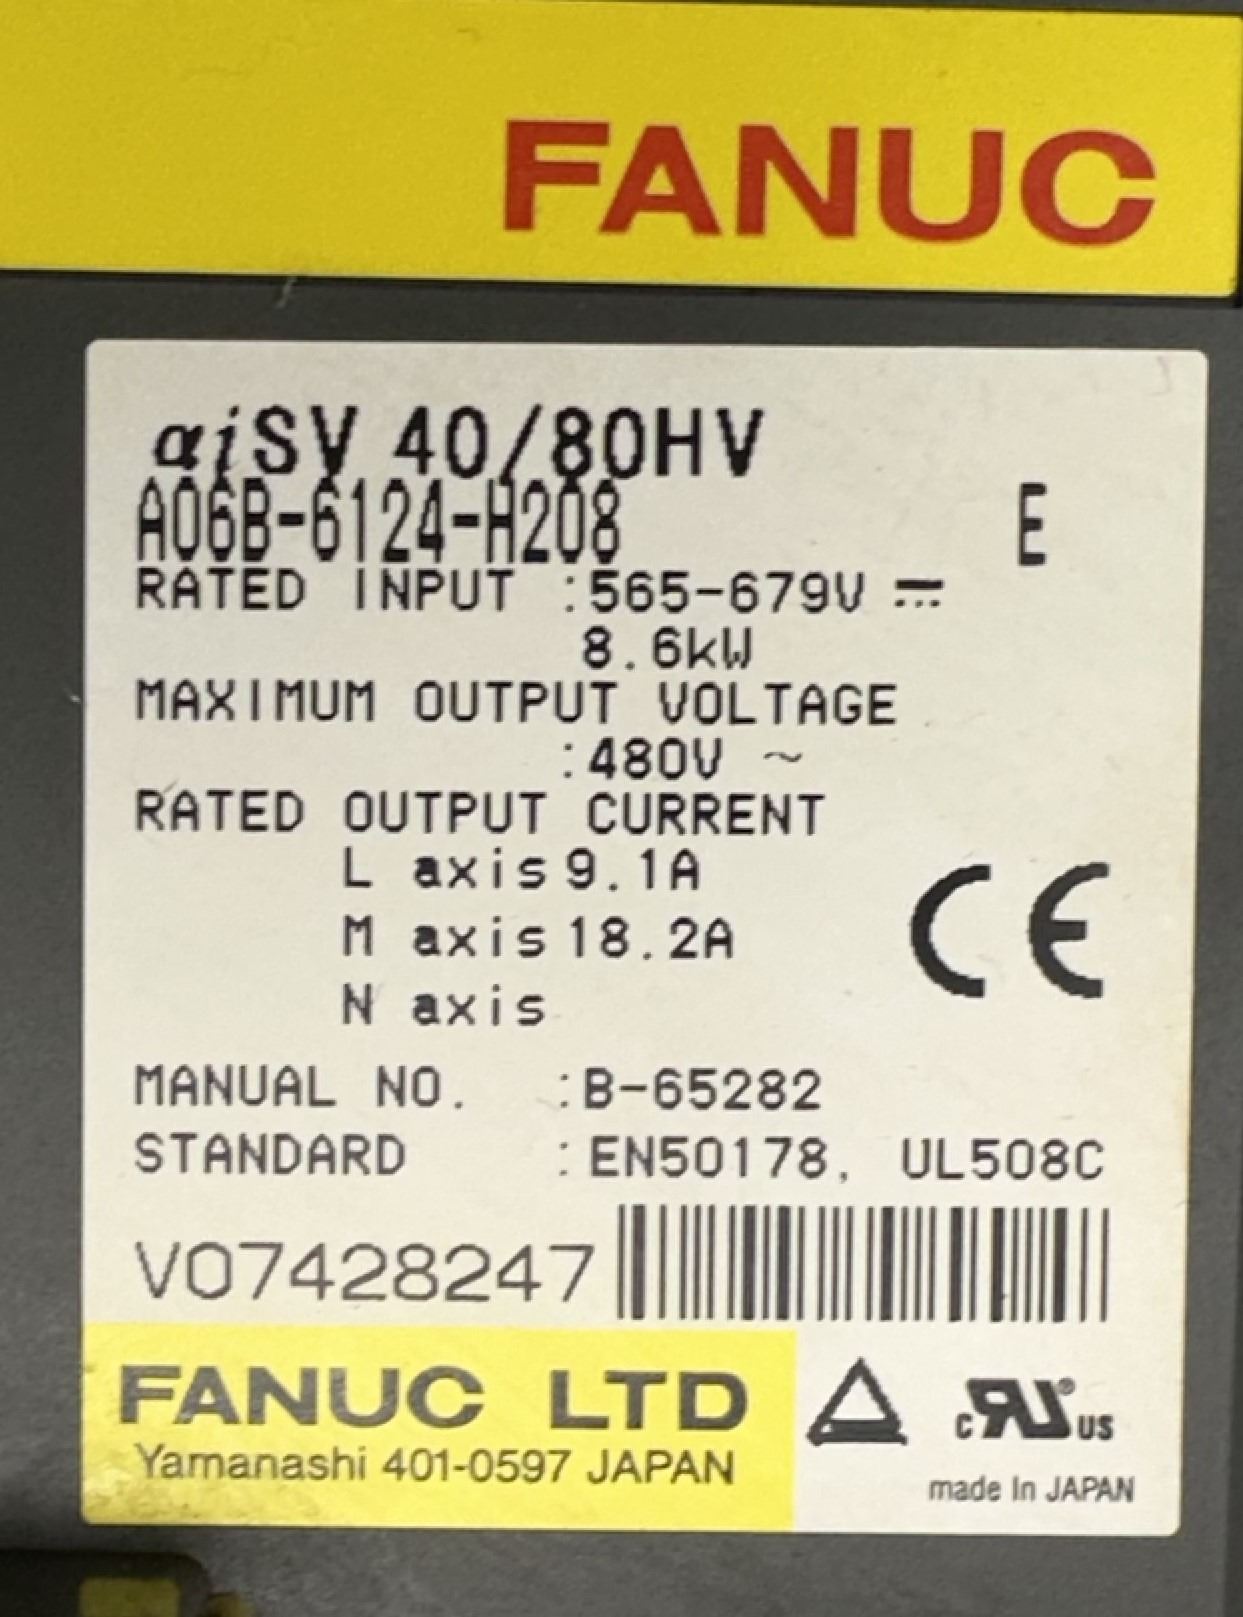 FANUC
αiSV 40/80HV
A06B-6124-H208 E
RATED INPUT :565-679V ⎓
8.6kW
MAXIMUM OUTPUT VOLTAGE
:480V ~
RATED OUTPUT CURRENT
L axis 9.1A
M axis 18.2A
N axis
CE
MANUAL NO. :B-65282
STANDARD :EN50178, UL508C
V07428247
FANUC LTD
Yamanashi 401-0597 JAPAN
c RU® US
made In JAPAN